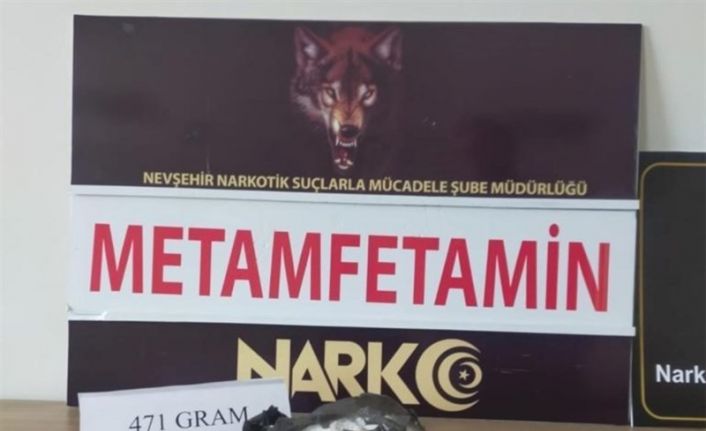 NEVŞEHİR NARKOTİK SUÇLARLA MÜCADELE ŞUBE MÜDÜRLÜĞÜ
METAMFETAMİN
NARKO
471 GRAM
Nark